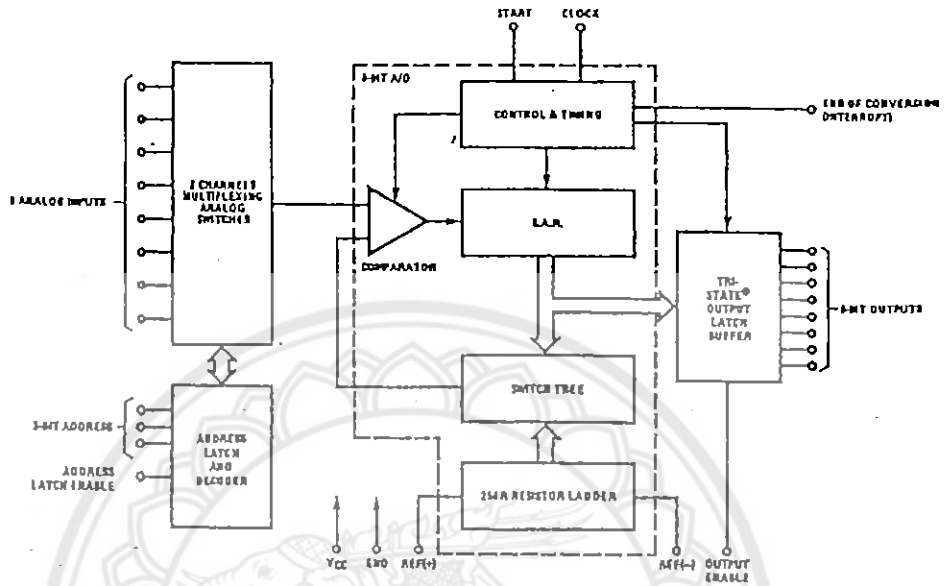 START CLOCK
8-BIT A/D
CONTROL & TIMING
END OF CONVERSION
(INTERRUPT)
8 ANALOG INPUTS
8 CHANNELS
MULTIPLEXING
ANALOG
SWITCHES
S.A.R.
COMPARATOR
TRI-
STATE®
OUTPUT
LATCH
BUFFER
8-BIT OUTPUTS
SWITCH TREE
3-BIT ADDRESS
ADDRESS
LATCH ENABLE
ADDRESS
LATCH
AND
DECODER
256R RESISTOR LADDER
VCC GND REF(+) REF(–) OUTPUT
ENABLE